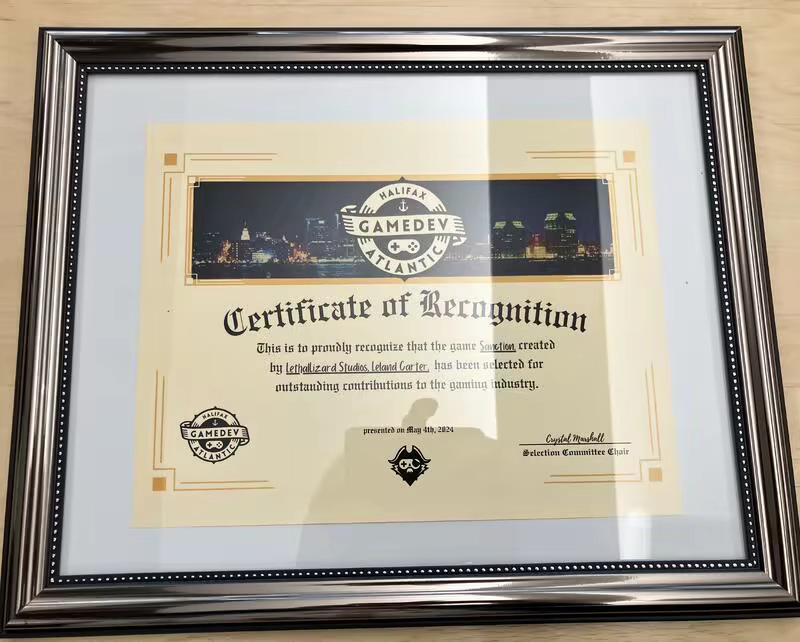 HALIFAX
GAMEDEV
ATLANTIC
Certificate of Recognition
This is to proudly recognize that the game Sanction, created
by LethalLizard Studios, Leland Carter, has been selected for
outstanding contributions to the gaming industry.
HALIFAX
GAMEDEV
ATLANTIC
presented on May 4th, 2024
Crystal Marshall
Selection Committee Chair